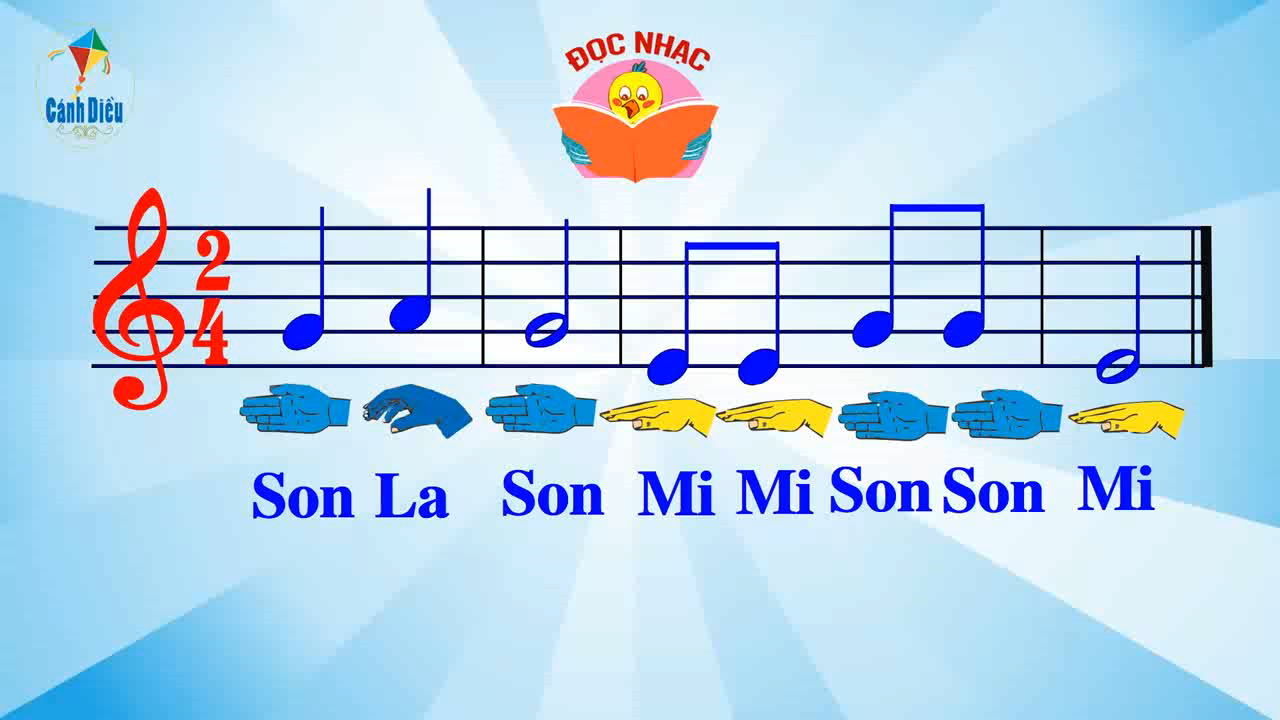 Cánh Diều
ĐỌC NHẠC
2
4
Son La Son Mi Mi Son Son Mi